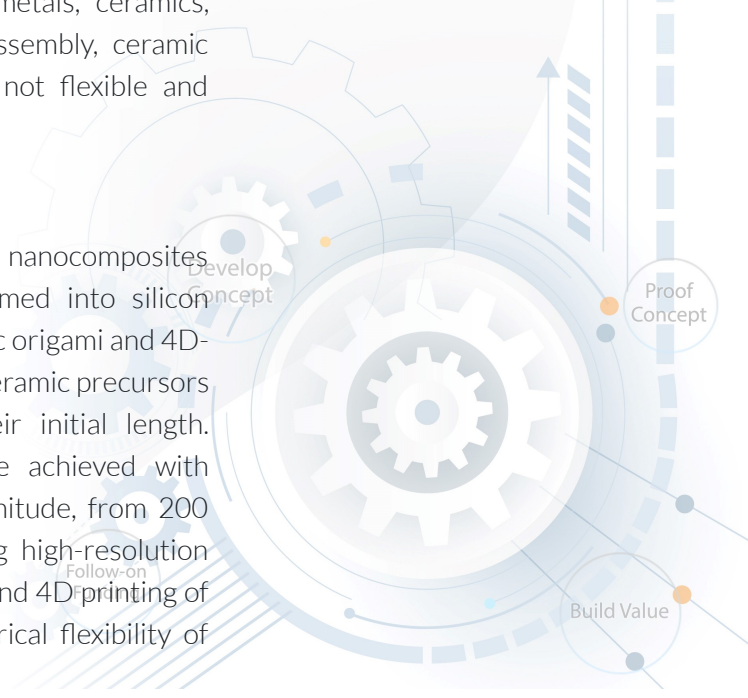 metals, ceramics,
ssembly, ceramic
not flexible and
nanocomposites
med into silicon
c origami and 4D-
eramic precursors
eir initial length.
e achieved with
nitude, from 200
g high-resolution
nd 4D printing of
rical flexibility of
Develop
Concept
Proof
Concept
Follow-on
Funding
Build Value